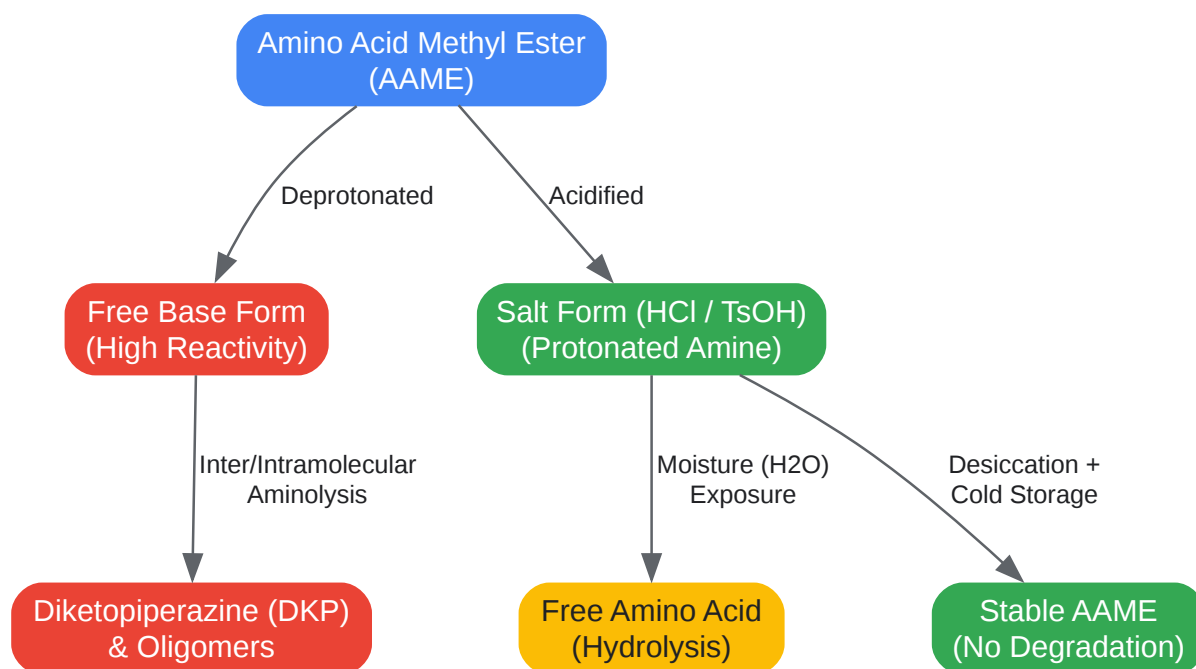 Amino Acid Methyl Ester
(AAME)
Deprotonated
Acidified
Free Base Form
(High Reactivity)
Salt Form (HCl / TsOH)
(Protonated Amine)
Inter/Intramolecular
Aminolysis
Moisture (H2O)
Exposure
Desiccation +
Cold Storage
Diketopiperazine (DKP)
& Oligomers
Free Amino Acid
(Hydrolysis)
Stable AAME
(No Degradation)